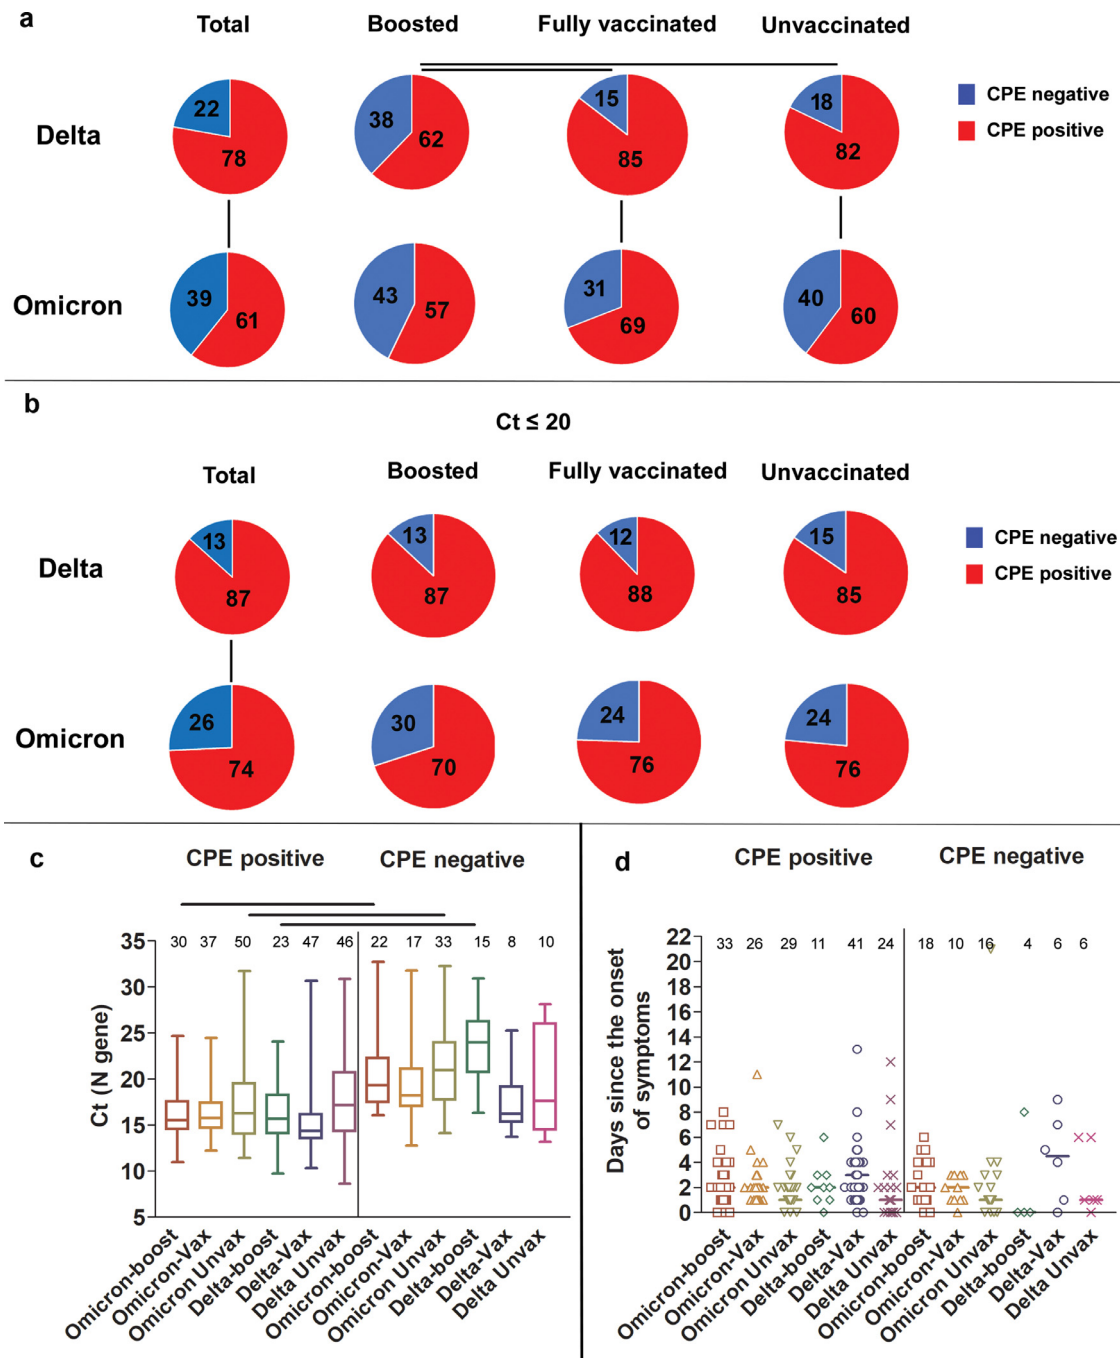 a
Total Boosted Fully vaccinated Unvaccinated
Delta 22 78 38 62 15 85 18 82
CPE negative
CPE positive
Omicron 39 61 43 57 31 69 40 60
b
Ct ≤ 20
Total Boosted Fully vaccinated Unvaccinated
Delta 13 87 13 87 12 88 15 85
CPE negative
CPE positive
Omicron 26 74 30 70 24 76 24 76
c
CPE positive CPE negative
30 37 50 23 47 46 22 17 33 15 8 10
Ct (N gene)
35
30
25
20
15
10
5
Omicron-boost
Omicron-Vax
Omicron Unvax
Delta-boost
Delta-Vax
Delta Unvax
Omicron-boost
Omicron-Vax
Omicron Unvax
Delta-boost
Delta-Vax
Delta Unvax
d
CPE positive CPE negative
33 26 29 11 41 24 18 10 16 4 6 6
Days since the onset
of symptoms
22
20
18
16
14
12
10
8
6
4
2
0
Omicron-boost
Omicron-Vax
Omicron Unvax
Delta-boost
Delta-Vax
Delta Unvax
Omicron-boost
Omicron-Vax
Omicron Unvax
Delta-boost
Delta-Vax
Delta Unvax